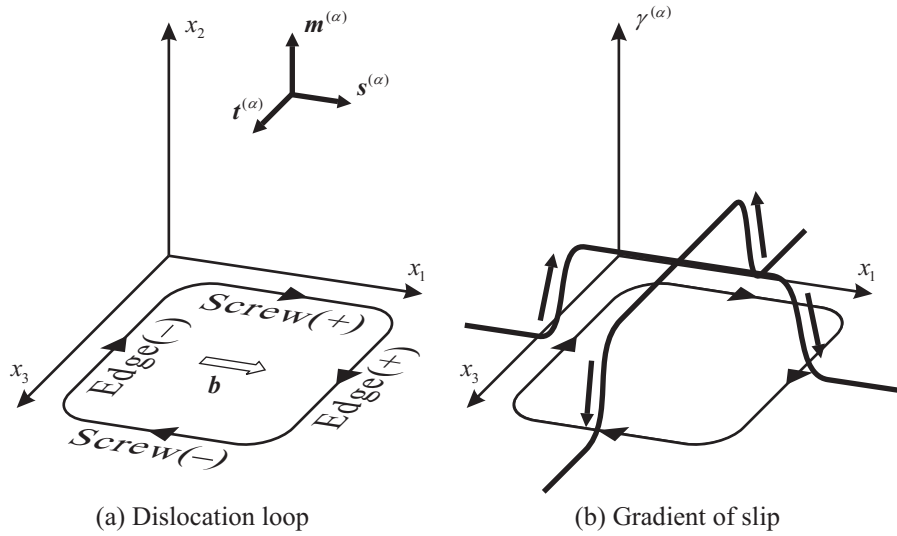 x₂
m⁽ᵅ⁾
s⁽ᵅ⁾
t⁽ᵅ⁾
x₁
x₃
Screw(+)
Edge(−)
b
Edge(+)
Screw(−)
(a) Dislocation loop
γ⁽ᵅ⁾
x₁
x₃
(b) Gradient of slip